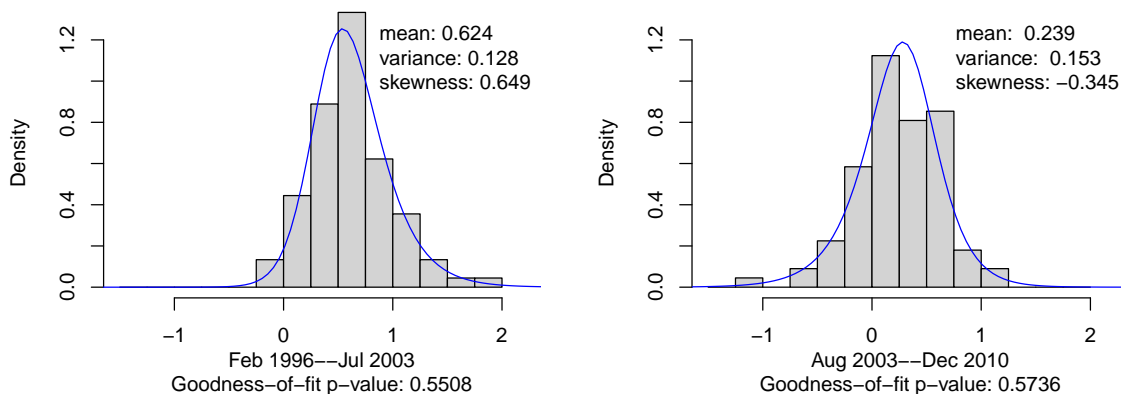 mean: 0.624
variance: 0.128
skewness: 0.649
Density
0.0 0.4 0.8 1.2
−1 0 1 2
Feb 1996−−Jul 2003
Goodness−of−fit p−value: 0.5508
mean: 0.239
variance: 0.153
skewness: −0.345
Density
0.0 0.4 0.8 1.2
−1 0 1 2
Aug 2003−−Dec 2010
Goodness−of−fit p−value: 0.5736